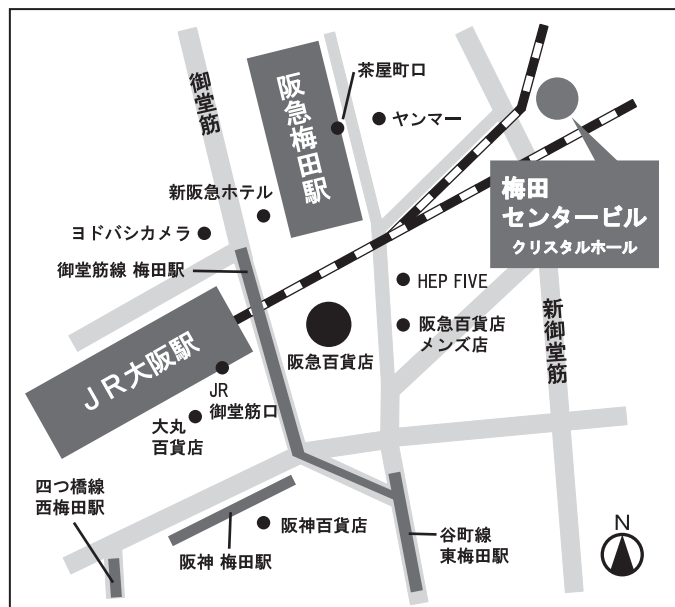 御堂筋
阪急梅田駅
茶屋町口
ヤンマー
梅田
センタービル
クリスタルホール
新阪急ホテル
ヨドバシカメラ
御堂筋線 梅田駅
HEP FIVE
阪急百貨店
メンズ店
新御堂筋
阪急百貨店
JR大阪駅
JR
御堂筋口
大丸
百貨店
四つ橋線
西梅田駅
阪神百貨店
阪神 梅田駅
谷町線
東梅田駅
N